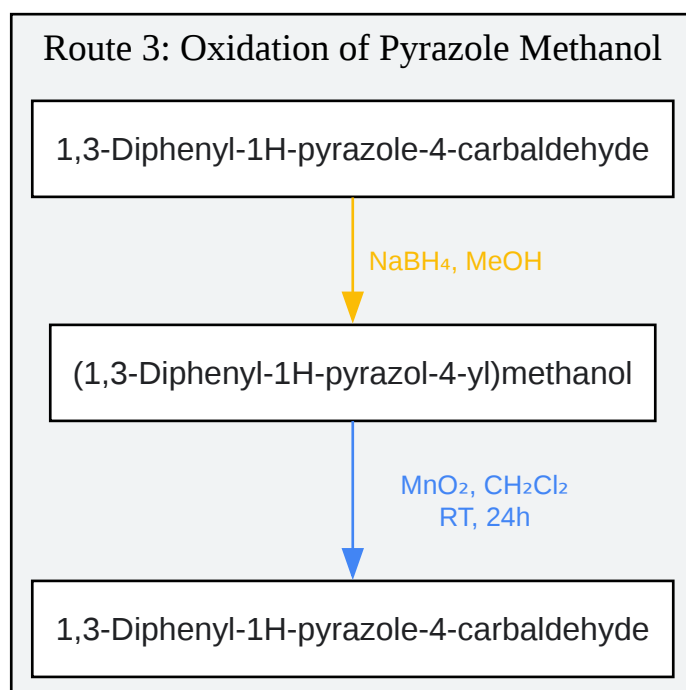 Route 3: Oxidation of Pyrazole Methanol
1,3-Diphenyl-1H-pyrazole-4-carbaldehyde
NaBH₄, MeOH
(1,3-Diphenyl-1H-pyrazol-4-yl)methanol
MnO₂, CH₂Cl₂
RT, 24h
1,3-Diphenyl-1H-pyrazole-4-carbaldehyde